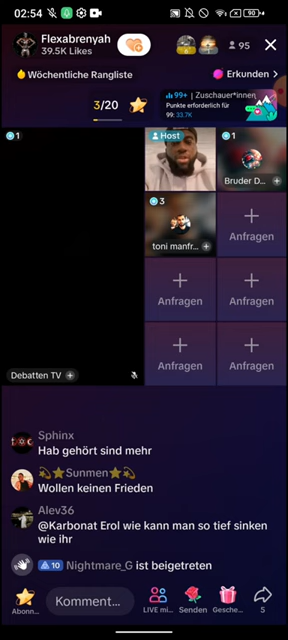 02:54
90
Flexabrenyah
39.5K Likes
95
Wöchentliche Rangliste
Erkunden >
3/20
99+ | Zuschauer*innen
Punkte erforderlich für
99: 33.7K
1
Host
1
Bruder D... +
3
Anfragen
toni manfr... +
Anfragen
Anfragen
Anfragen
Anfragen
Debatten TV +
Sphinx
Hab gehört sind mehr
Sunmen
Wollen keinen Frieden
Alev36
@Karbonat Erol wie kann man so tief sinken
wie ihr
10 Nightmare_G ist beigetreten
Komment...
Abonn...
LIVE mi...
Senden
Gesche...
5